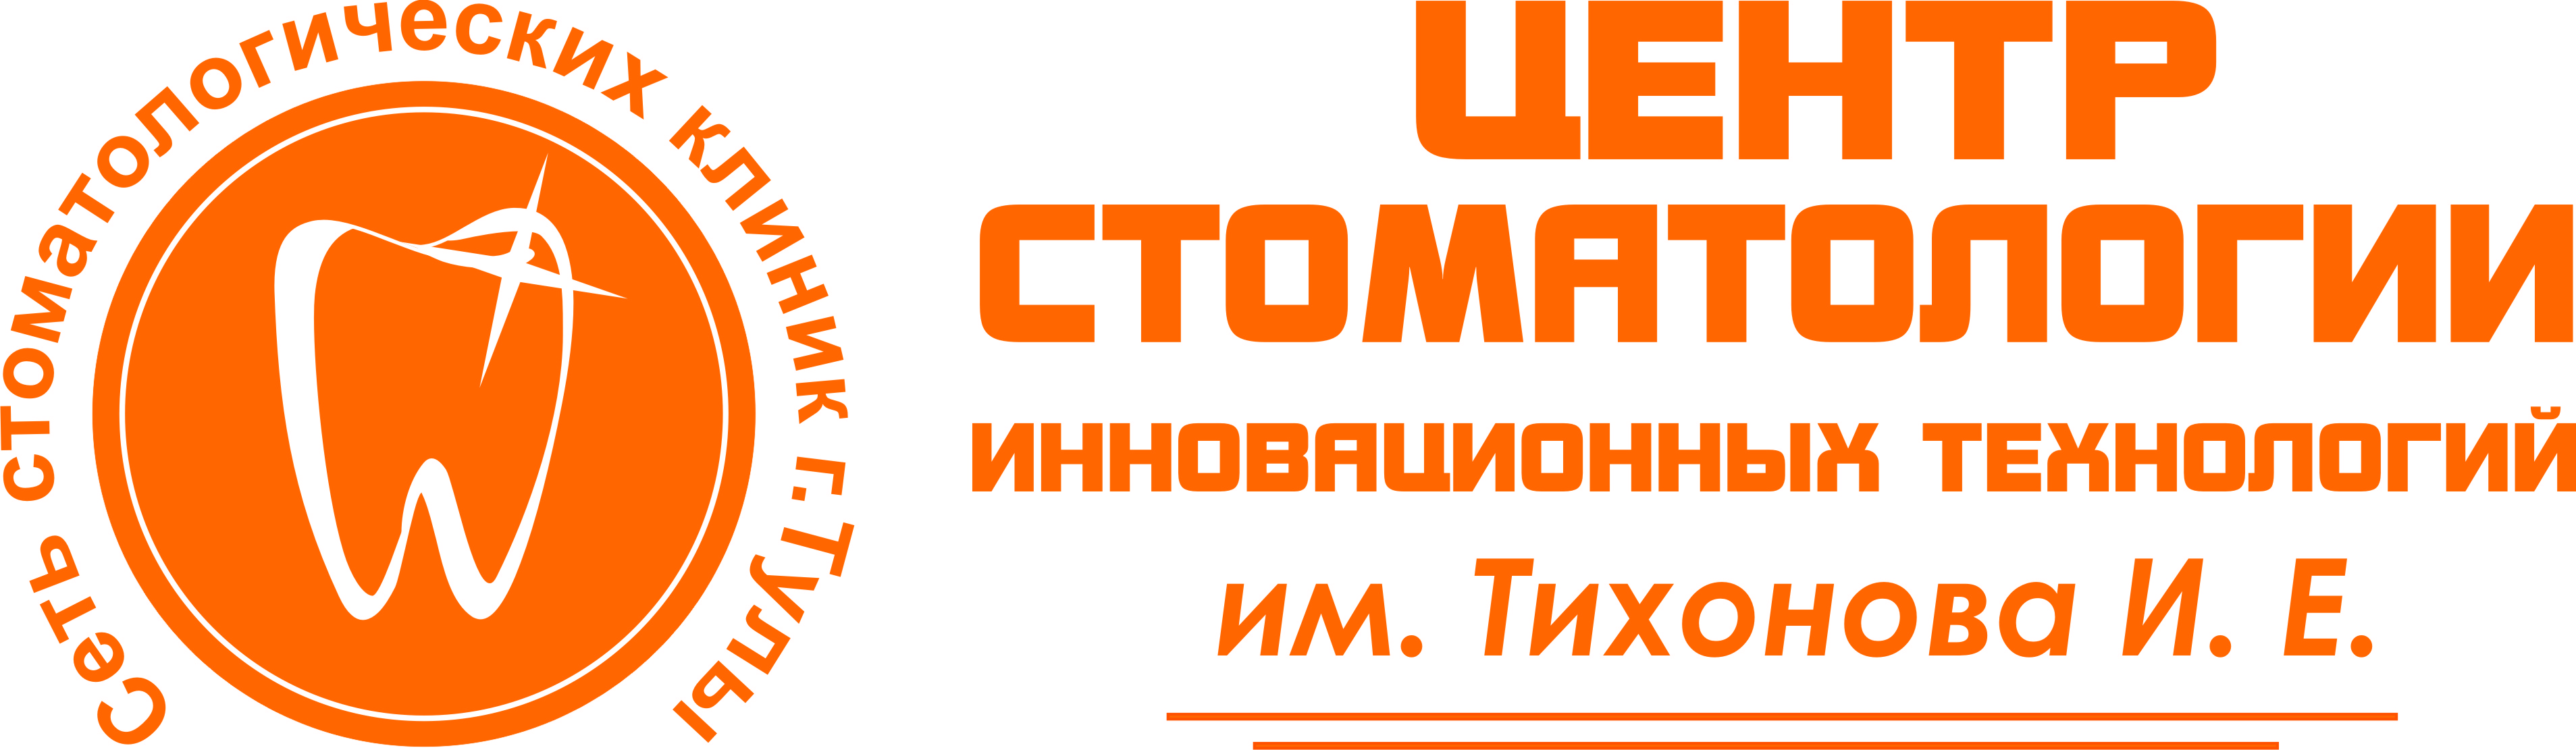 Сеть стоматологических клиник г.Тулы
ЦЕНТР
СТОМАТОЛОГИИ
ИННОВАЦИОННЫХ ТЕХНОЛОГИЙ
им. Тихонова И. Е.